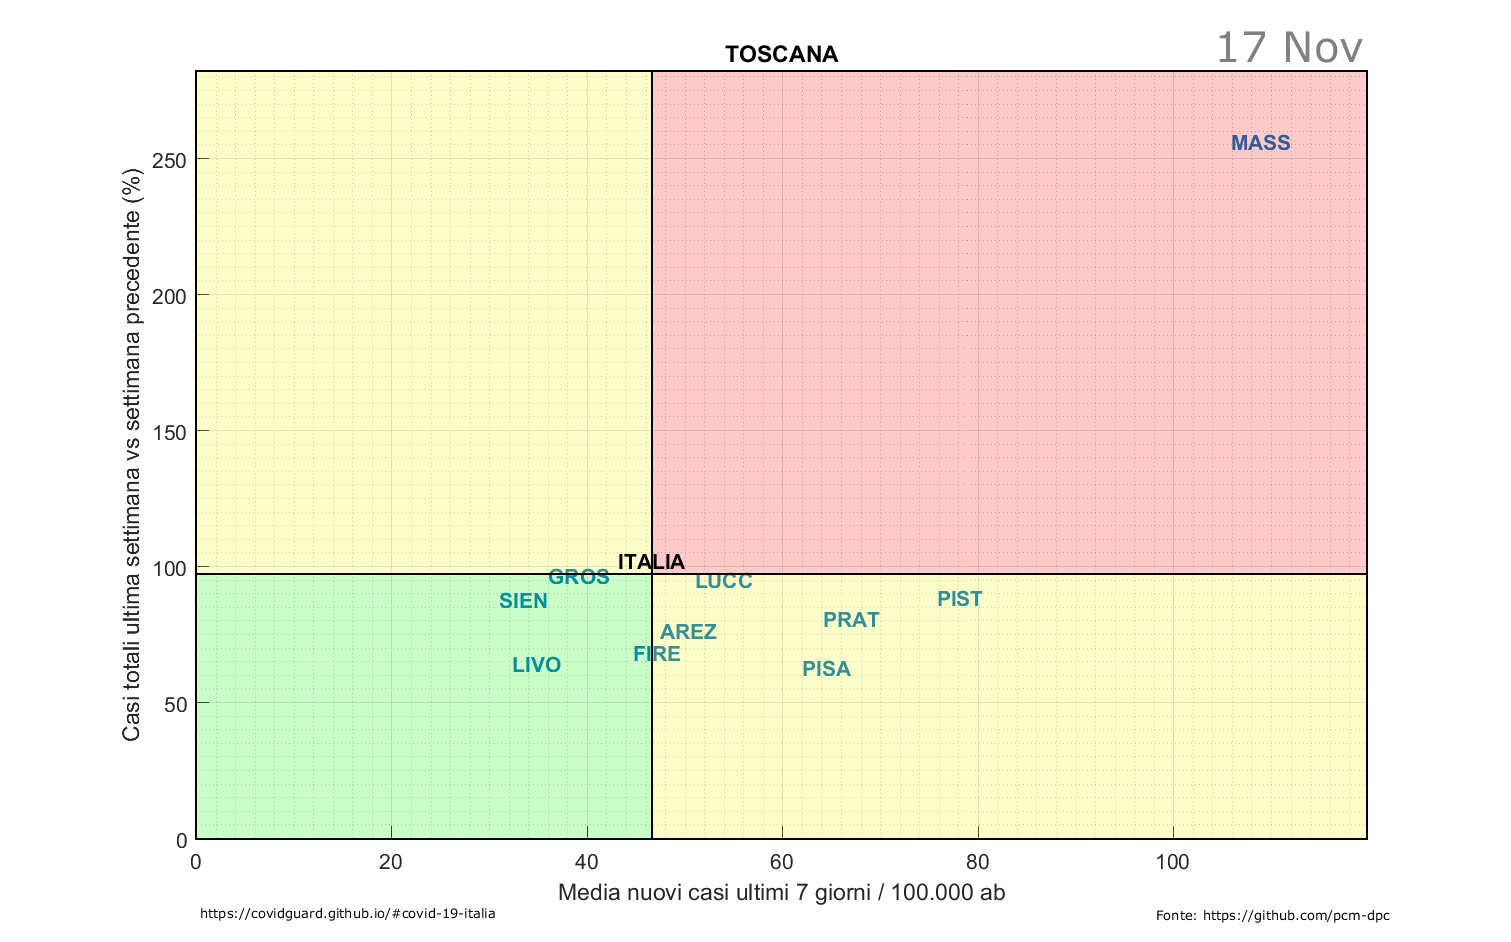 17 Nov
TOSCANA
Casi totali ultima settimana vs settimana precedente (%)
250
200
150
100
50
0
MASS
ITALIA
GROS
LUCC
SIEN
PIST
PRAT
AREZ
FIRE
LIVO
PISA
0 20 40 60 80 100
Media nuovi casi ultimi 7 giorni / 100.000 ab
https://covidguard.github.io/#covid-19-italia
Fonte: https://github.com/pcm-dpc